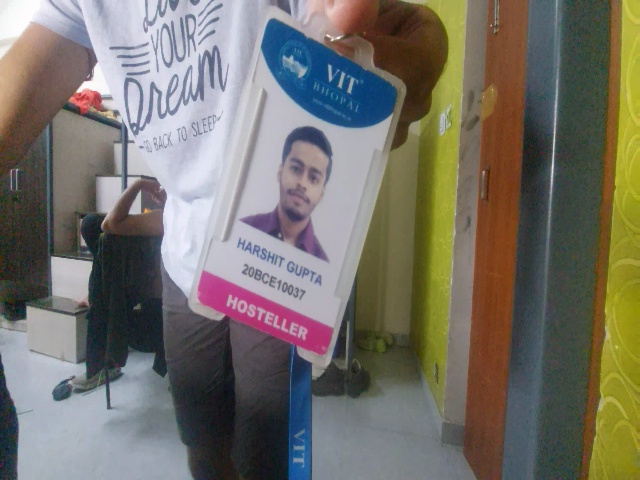 YOUR
Dream
GO BACK TO SLEEP
VIT
BHOPAL
HARSHIT GUPTA
20BCE10037
HOSTELLER
VIT